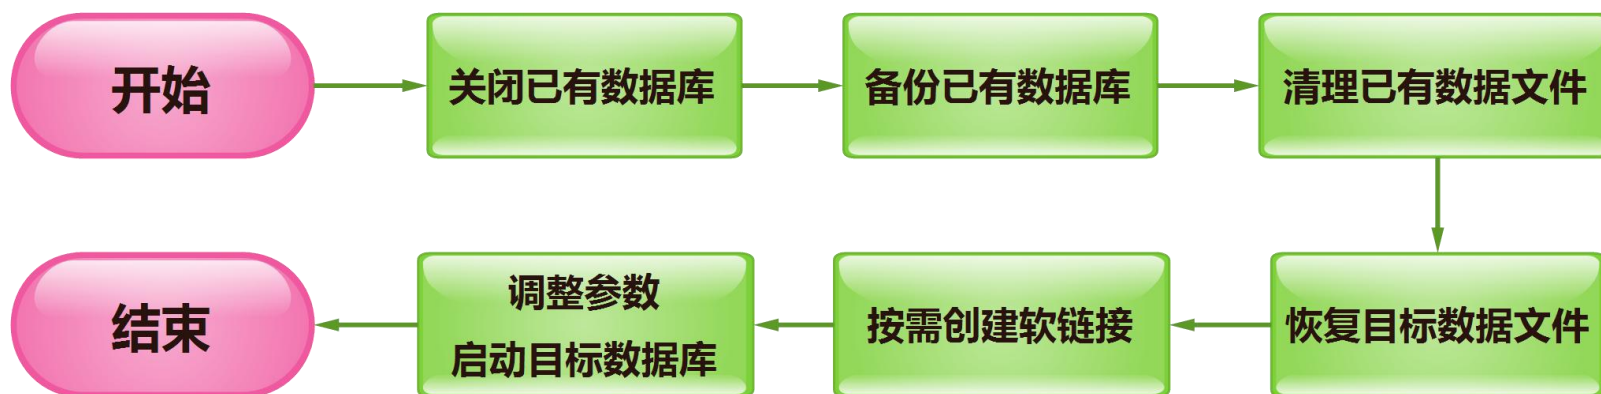 开始
关闭已有数据库
备份已有数据库
清理已有数据文件
恢复目标数据文件
按需创建软链接
调整参数
启动目标数据库
结束